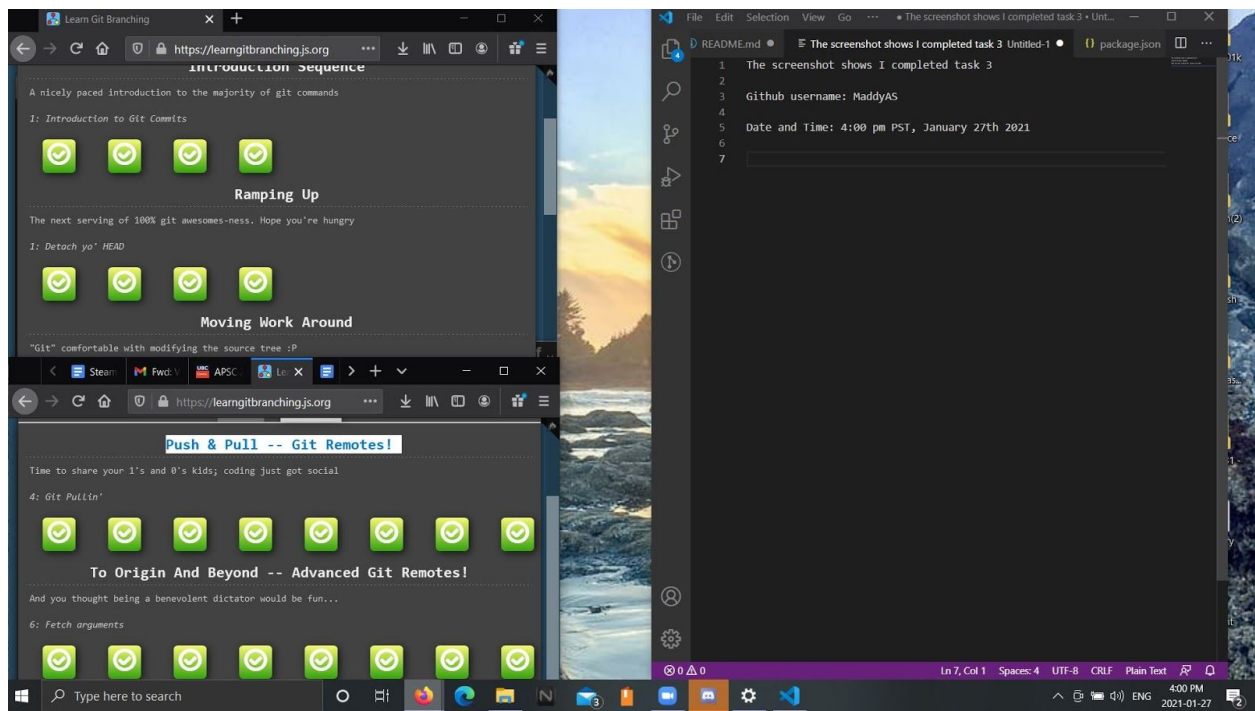 Learn Git Branching
https://learngitbranching.js.org
Introduction Sequence
A nicely paced introduction to the majority of git commands
1: Introduction to Git Commits
Ramping Up
The next serving of 100% git awesomes-ness. Hope you're hungry
1: Detach yo' HEAD
Moving Work Around
"Git" comfortable with modifying the source tree :P
Steam
Fwd: V
UBC APSC
Le
https://learngitbranching.js.org
Push & Pull -- Git Remotes!
Time to share your 1's and 0's kids; coding just got social
4: Git Pullin'
To Origin And Beyond -- Advanced Git Remotes!
And you thought being a benevolent dictator would be fun...
6: Fetch arguments
File Edit Selection View Go ··· ● The screenshot shows I completed task 3 • Unt...
README.md ● The screenshot shows I completed task 3 Untitled-1 ● {} package.json
1 The screenshot shows I completed task 3
2
3 Github username: MaddyAS
4
5 Date and Time: 4:00 pm PST, January 27th 2021
6
7
4
0 0 Ln 7, Col 1 Spaces: 4 UTF-8 CRLF Plain Text
Type here to search
N
3
ENG
4:00 PM
2021-01-27
2